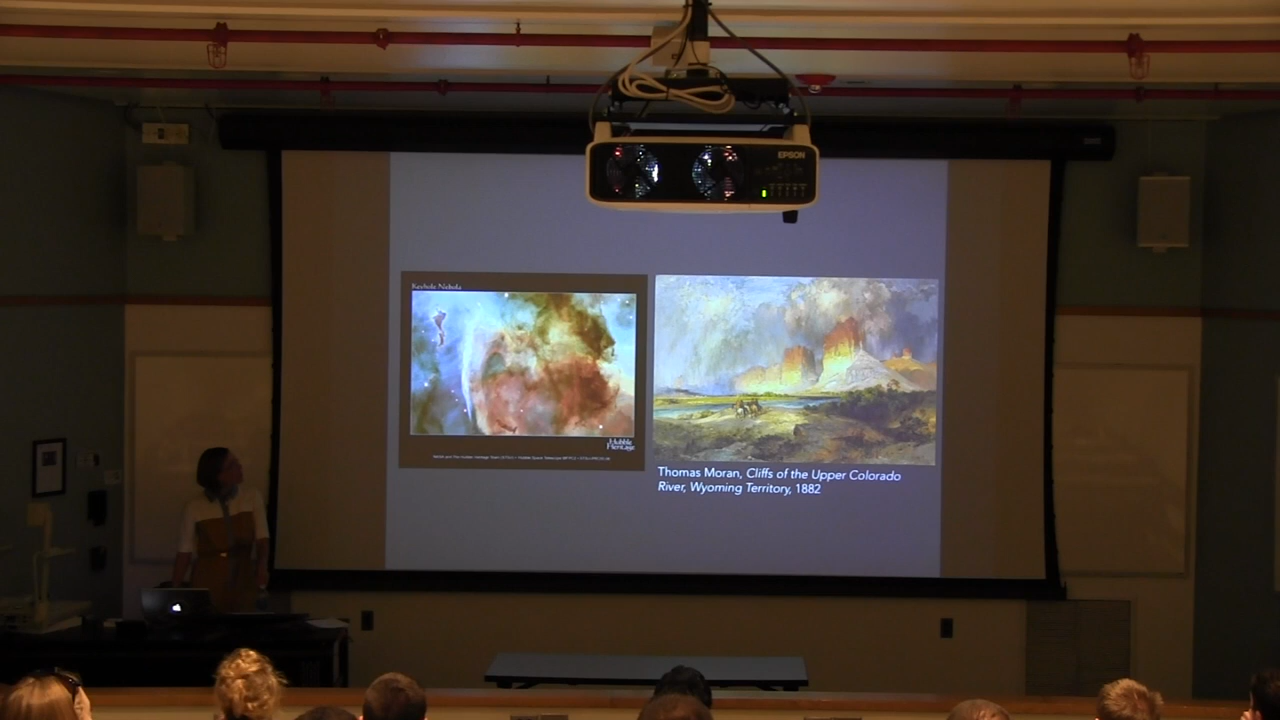 EPSON
Keyhole Nebula
Hubble
Heritage
Thomas Moran, Cliffs of the Upper Colorado
River, Wyoming Territory, 1882